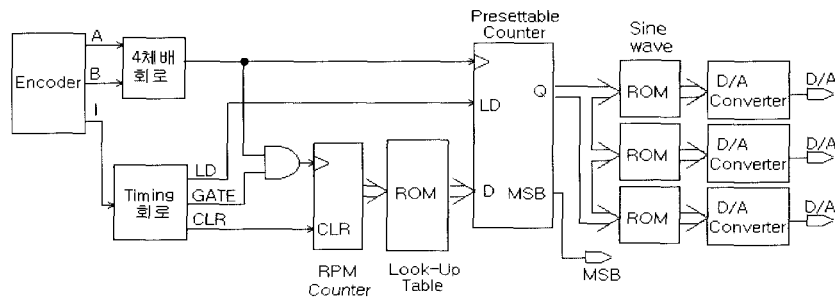 Encoder
A
B
I
4체배
회로
Timing
회로
LD
GATE
CLR
CLR
RPM
Counter
ROM
Look-Up
Table
Presettable
Counter
LD
Q
D
MSB
MSB
Sine
wave
ROM
ROM
ROM
D/A
Converter
D/A
Converter
D/A
Converter
D/A
D/A
D/A